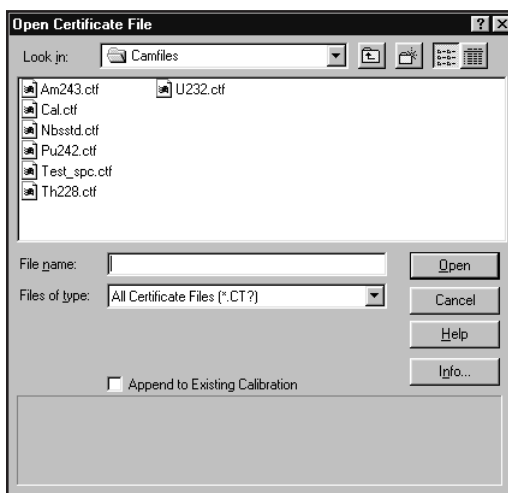 Open Certificate File
Look in: Camfiles
Am243.ctf U232.ctf
Cal.ctf
Nbsstd.ctf
Pu242.ctf
Test_spc.ctf
Th228.ctf
File name: Open
Files of type: All Certificate Files (*.CT?) Cancel
Help
Info...
Append to Existing Calibration